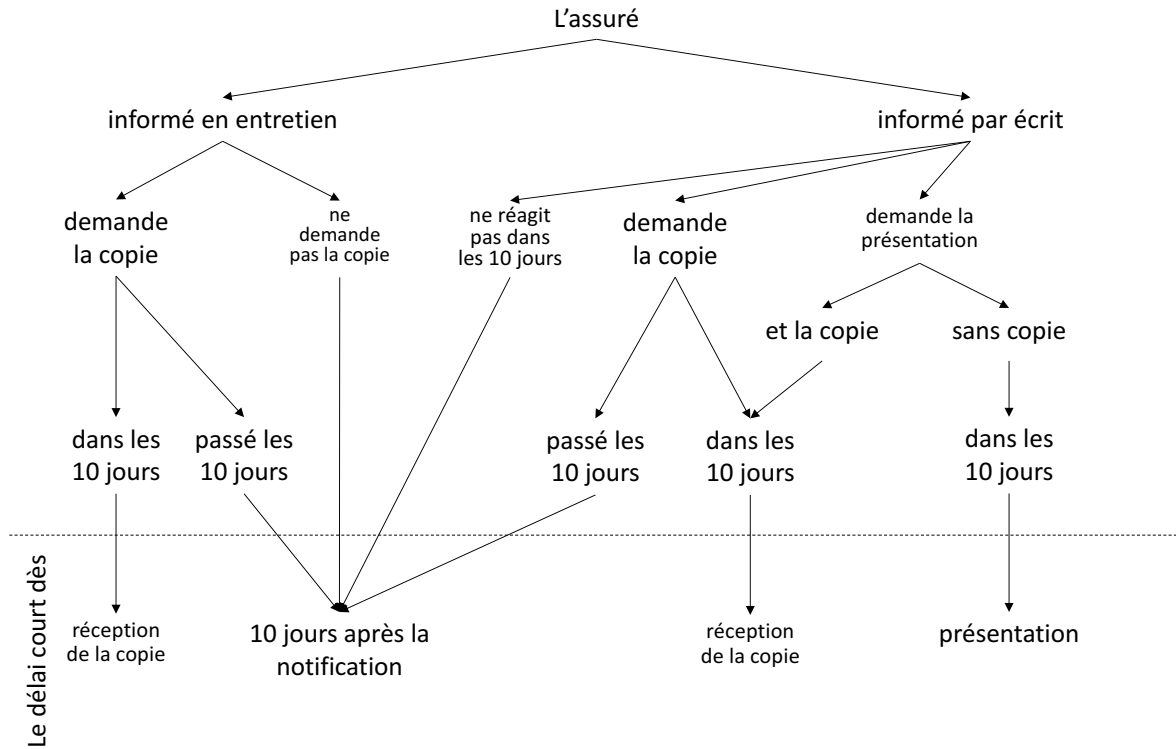 L'assuré
informé en entretien
informé par écrit
demande
la copie
ne
demande
pas la copie
ne réagit
pas dans
les 10 jours
demande
la copie
demande la
présentation
et la copie
sans copie
dans les
10 jours
passé les
10 jours
passé les
10 jours
dans les
10 jours
dans les
10 jours
Le délai court dès
réception
de la copie
10 jours après la
notification
réception
de la copie
présentation